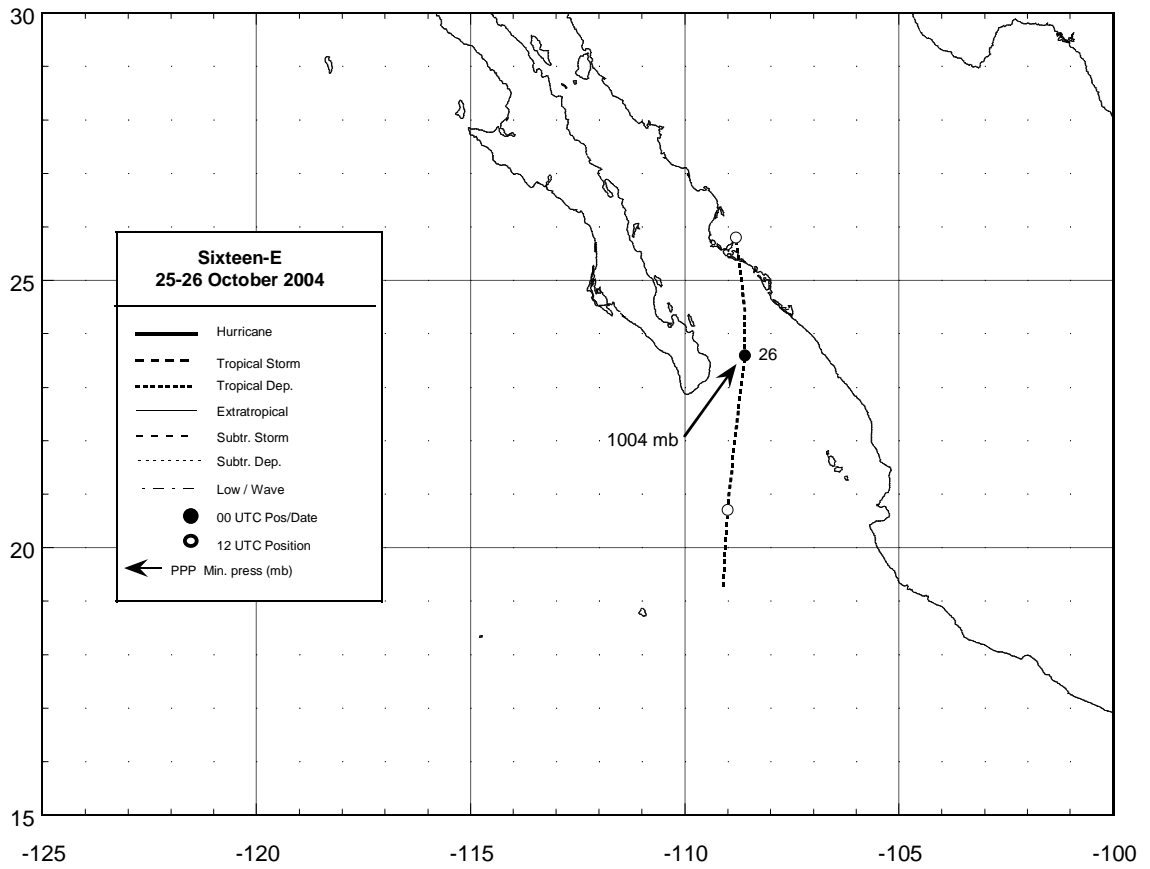 30
25
20
15
-125
-120
-115
-110
-105
-100
Sixteen-E
25-26 October 2004
Hurricane
Tropical Storm
Tropical Dep.
Extratropical
Subtr. Storm
Subtr. Dep.
Low / Wave
00 UTC Pos/Date
12 UTC Position
PPP Min. press (mb)
26
1004 mb